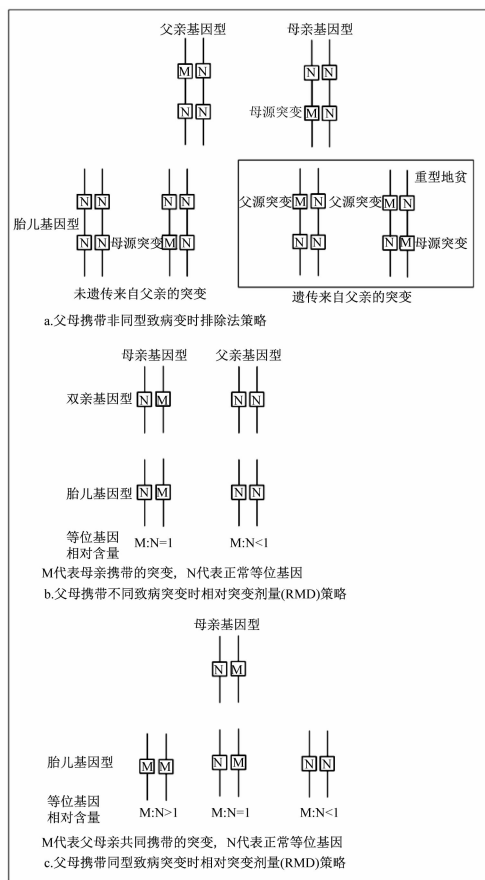 父亲基因型 母亲基因型
M N N N
母源突变
N N M N
重型地贫
N N N N 父源突变 M N 父源突变 M N
胎儿基因型
N N 母源突变 M N N N N M 母源突变
未遗传来自父亲的突变 遗传来自父亲的突变
a.父母携带非同型致病变时排除法策略
母亲基因型 父亲基因型
双亲基因型 N M N N
胎儿基因型 N M N N
等位基因
相对含量 M:N=1 M:N<1
M代表母亲携带的突变，N代表正常等位基因
b.父母携带不同致病突变时相对突变剂量(RMD)策略
母亲基因型
N M
胎儿基因型 M M N M N N
等位基因
相对含量 M:N>1 M:N=1 M:N<1
M代表父母亲共同携带的突变，N代表正常等位基因
c.父母携带同型致病突变时相对突变剂量(RMD)策略